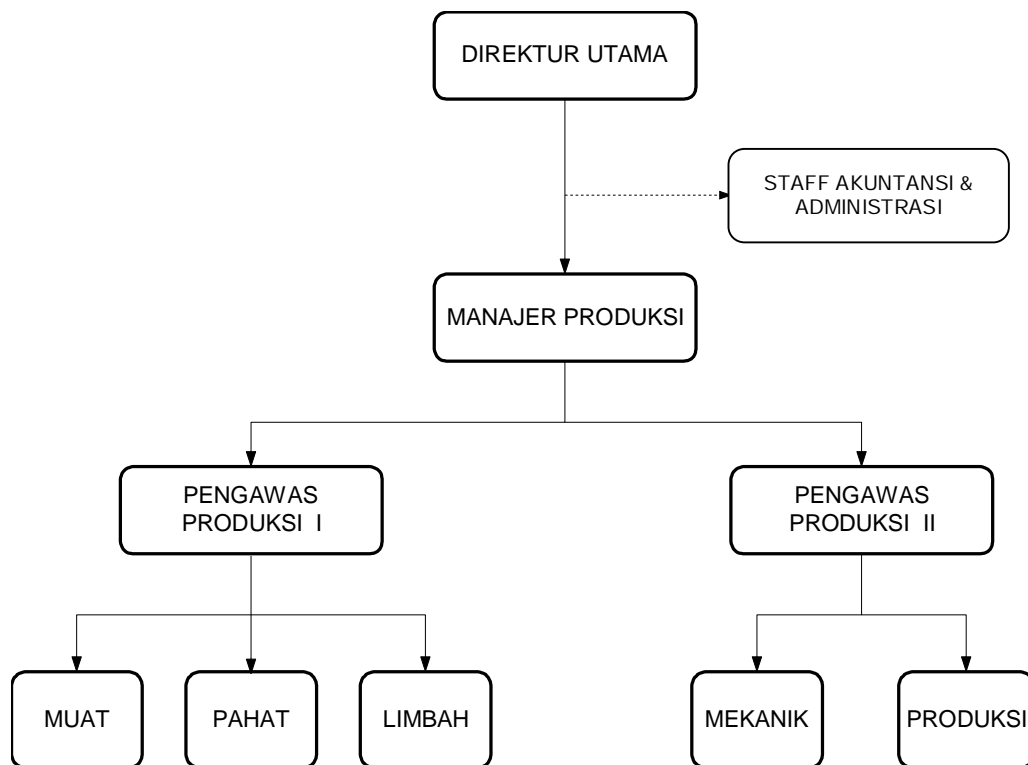 DIREKTUR UTAMA
STAFF AKUNTANSI &
ADMINISTRASI
MANAJER PRODUKSI
PENGAWAS
PRODUKSI I
PENGAWAS
PRODUKSI II
MUAT
PAHAT
LIMBAH
MEKANIK
PRODUKSI